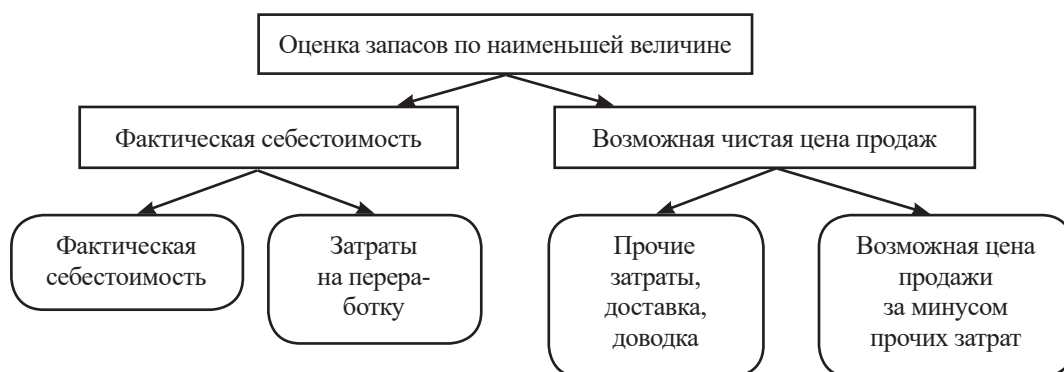 Оценка запасов по наименьшей величине
Фактическая себестоимость
Возможная чистая цена продаж
Фактическая
себестоимость
Затраты
на перера-
ботку
Прочие
затраты,
доставка,
доводка
Возможная цена
продажи
за минусом
прочих затрат